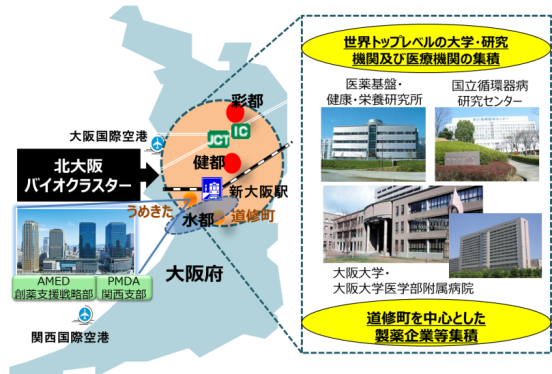 世界トップレベルの大学・研究
機関及び医療機関の集積
医薬基盤・
健康・栄養研究所
国立循環器病
研究センター
彩都
IC
JCT
大阪国際空港
健都
北大阪
バイオクラスター
新大阪駅
うめきた
道修町
水都
大阪府
AMED
創薬支援戦略部
PMDA
関西支部
関西国際空港
大阪大学・
大阪大学医学部附属病院
道修町を中心とした
製薬企業等集積